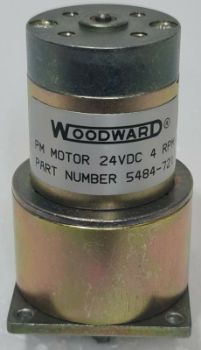 WOODWARD®
PM MOTOR 24VDC 4 RPM
PART NUMBER 5484-72